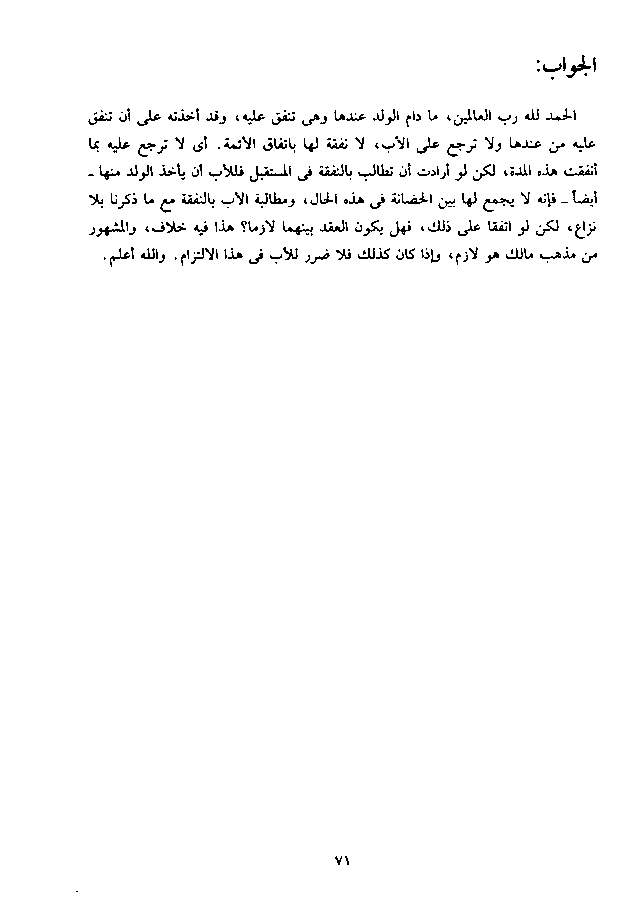 الجواب:
الحمد لله رب العالمين، ما دام الولد عندها وهى تنفق عليه، وقد أخذته على أن تنفق
عليه من عندها ولا ترجع على الأب، لا نفقة لها باتفاق الأئمة. أى لا ترجع عليه بما
أنفقت هذه المدة، لكن لو أرادت أن تطالب بالنفقة فى المستقبل فللأب أن يأخذ الولد منها ـ
أيضاً ـ فإنه لا يجمع لها بين الحضانة فى هذه الحال، ومطالبة الأب بالنفقة مع ما ذكرنا بلا
نزاع، لكن لو اتفقا على ذلك، فهل يكون العقد بينهما لازما؟ هذا فيه خلاف، والمشهور
من مذهب مالك هو لازم، وإذا كان كذلك فلا ضرر للأب فى هذا الالتزام. والله أعلم.
٧١